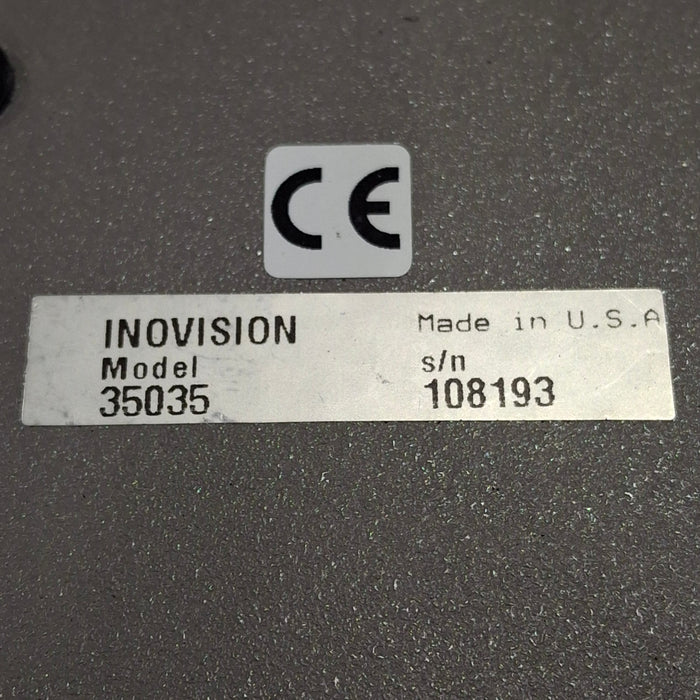 CE
INOVISION Made in U.S.A
Model s/n
35035 108193